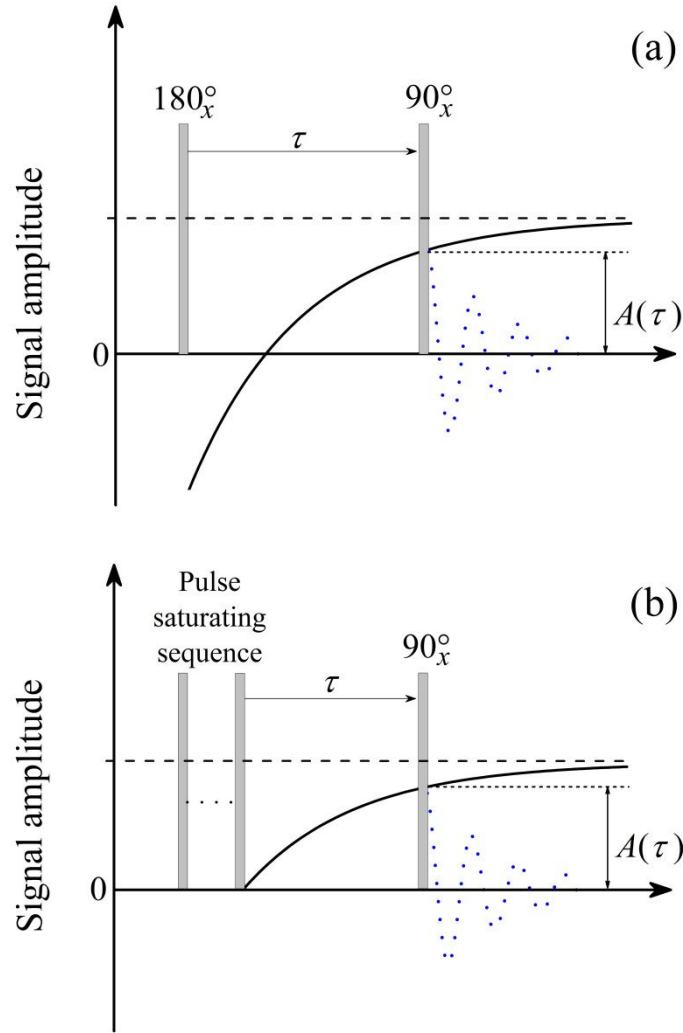 (a)
180°x
90°x
τ
Signal amplitude
0
A(τ)
(b)
Pulse
saturating
sequence
90°x
τ
Signal amplitude
0
A(τ)